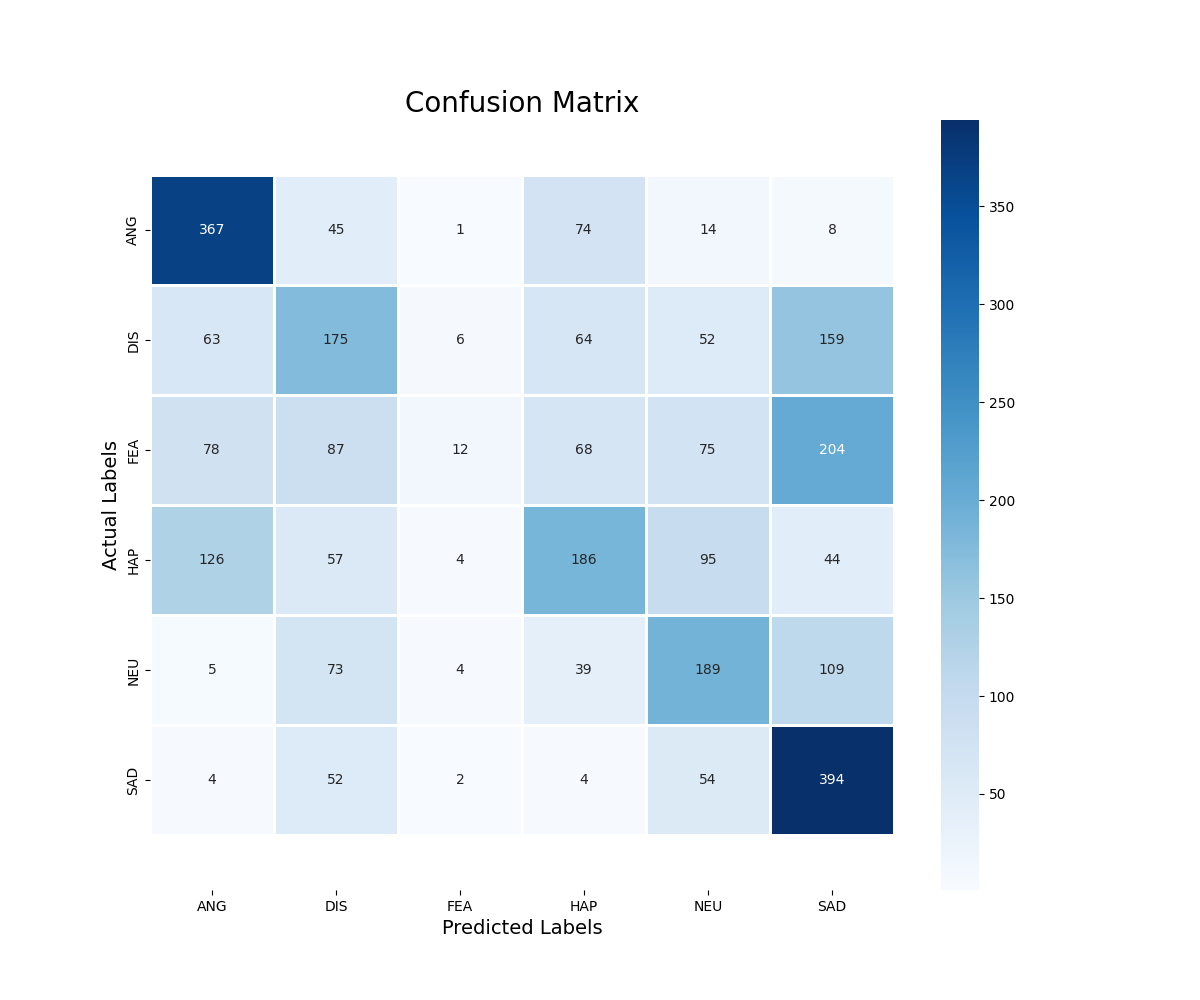 Confusion Matrix
ANG 367 45 1 74 14 8
DIS 63 175 6 64 52 159
FEA 78 87 12 68 75 204
HAP 126 57 4 186 95 44
NEU 5 73 4 39 189 109
SAD 4 52 2 4 54 394
ANG DIS FEA HAP NEU SAD
Actual Labels
Predicted Labels
350
300
250
200
150
100
50